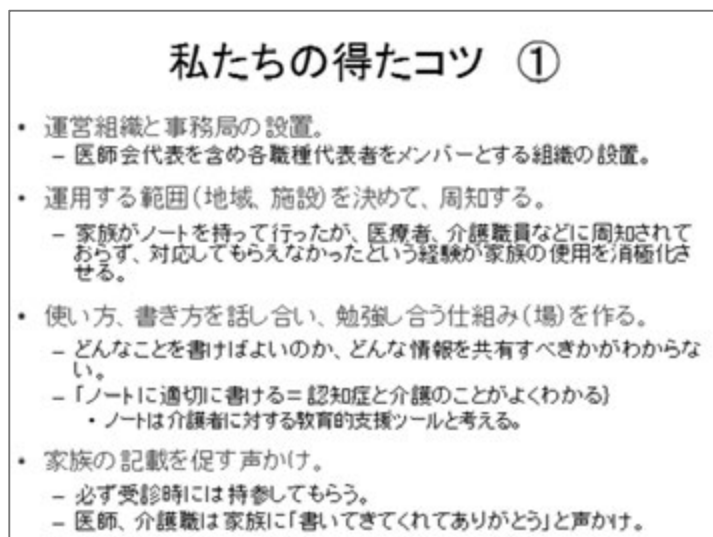 私たちの得たコツ ①
• 運営組織と事務局の設置。
– 医師会代表を含め各職種代表者をメンバーとする組織の設置。
• 運用する範囲(地域、施設)を決めて、周知する。
– 家族がノートを持って行ったが、医療者、介護職員などに周知されて
おらず、対応してもらえなかったという経験が家族の使用を消極化さ
せる。
• 使い方、書き方を話し合い、勉強し合う仕組み(場)を作る。
– どんなことを書けばよいのか、どんな情報を共有すべきかがわからな
い。
–「ノートに適切に書ける=認知症と介護のことがよくわかる}
• ノートは介護者に対する教育的支援ツールと考える。
• 家族の記載を促す声かけ。
– 必ず受診時には持参してもらう。
– 医師、介護職は家族に「書いてきてくれてありがとう」と声かけ。